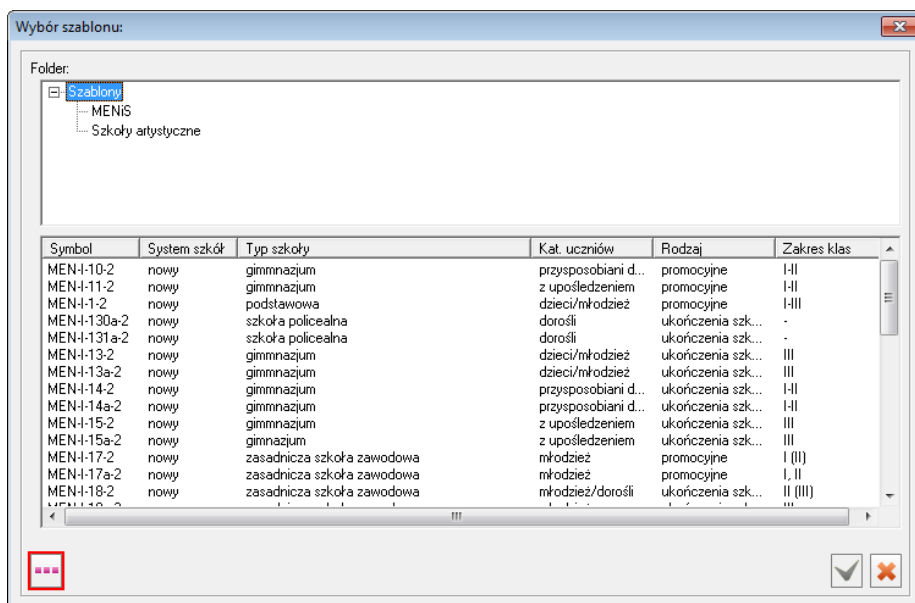 Wybór szablonu:
Folder:
Szablony
MENiS
Szkoły artystyczne
Symbol System szkół Typ szkoły Kat. uczniów Rodzaj Zakres klas
MEN-I-10-2 nowy gimmnazjum przysposobiani d... promocyjne I-II
MEN-I-11-2 nowy gimmnazjum z upośledzeniem promocyjne I-II
MEN-I-1-2 nowy podstawowa dzieci/młodzież promocyjne I-III
MEN-I-130a-2 nowy szkoła policealna dorośli ukończenia szk... -
MEN-I-131a-2 nowy szkoła policealna dorośli ukończenia szk... -
MEN-I-13-2 nowy gimmnazjum dzieci/młodzież ukończenia szk... III
MEN-I-13a-2 nowy gimmnazjum dzieci/młodzież ukończenia szk... III
MEN-I-14-2 nowy gimmnazjum przysposobiani d... ukończenia szk... I-II
MEN-I-14a-2 nowy gimmnazjum przysposobiani d... ukończenia szk... I-II
MEN-I-15-2 nowy gimmnazjum z upośledzeniem ukończenia szk... III
MEN-I-15a-2 nowy gimnazjum z upośledzeniem ukończenia szk... III
MEN-I-17-2 nowy zasadnicza szkoła zawodowa młodzież promocyjne I (II)
MEN-I-17a-2 nowy zasadnicza szkoła zawodowa młodzież promocyjne I, II
MEN-I-18-2 nowy zasadnicza szkoła zawodowa młodzież/dorośli ukończenia szk... II (III)